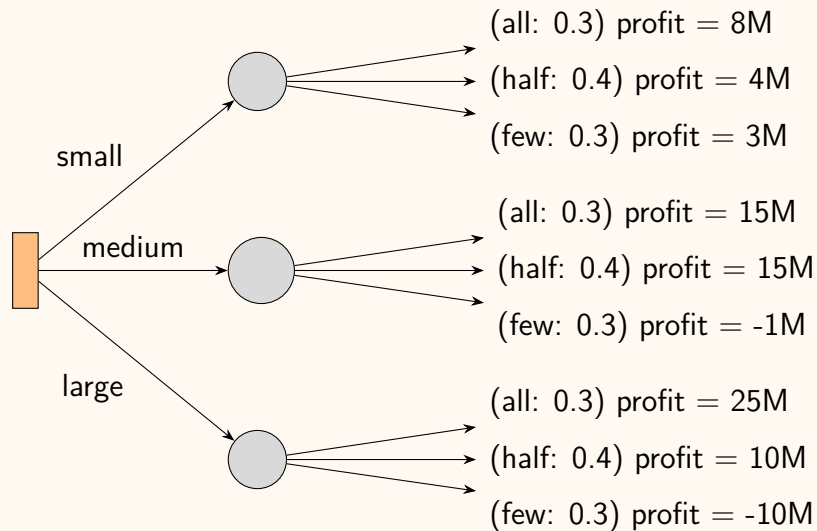 (all: 0.3) profit = 8M
(half: 0.4) profit = 4M
(few: 0.3) profit = 3M
small
(all: 0.3) profit = 15M
medium
(half: 0.4) profit = 15M
(few: 0.3) profit = -1M
large
(all: 0.3) profit = 25M
(half: 0.4) profit = 10M
(few: 0.3) profit = -10M